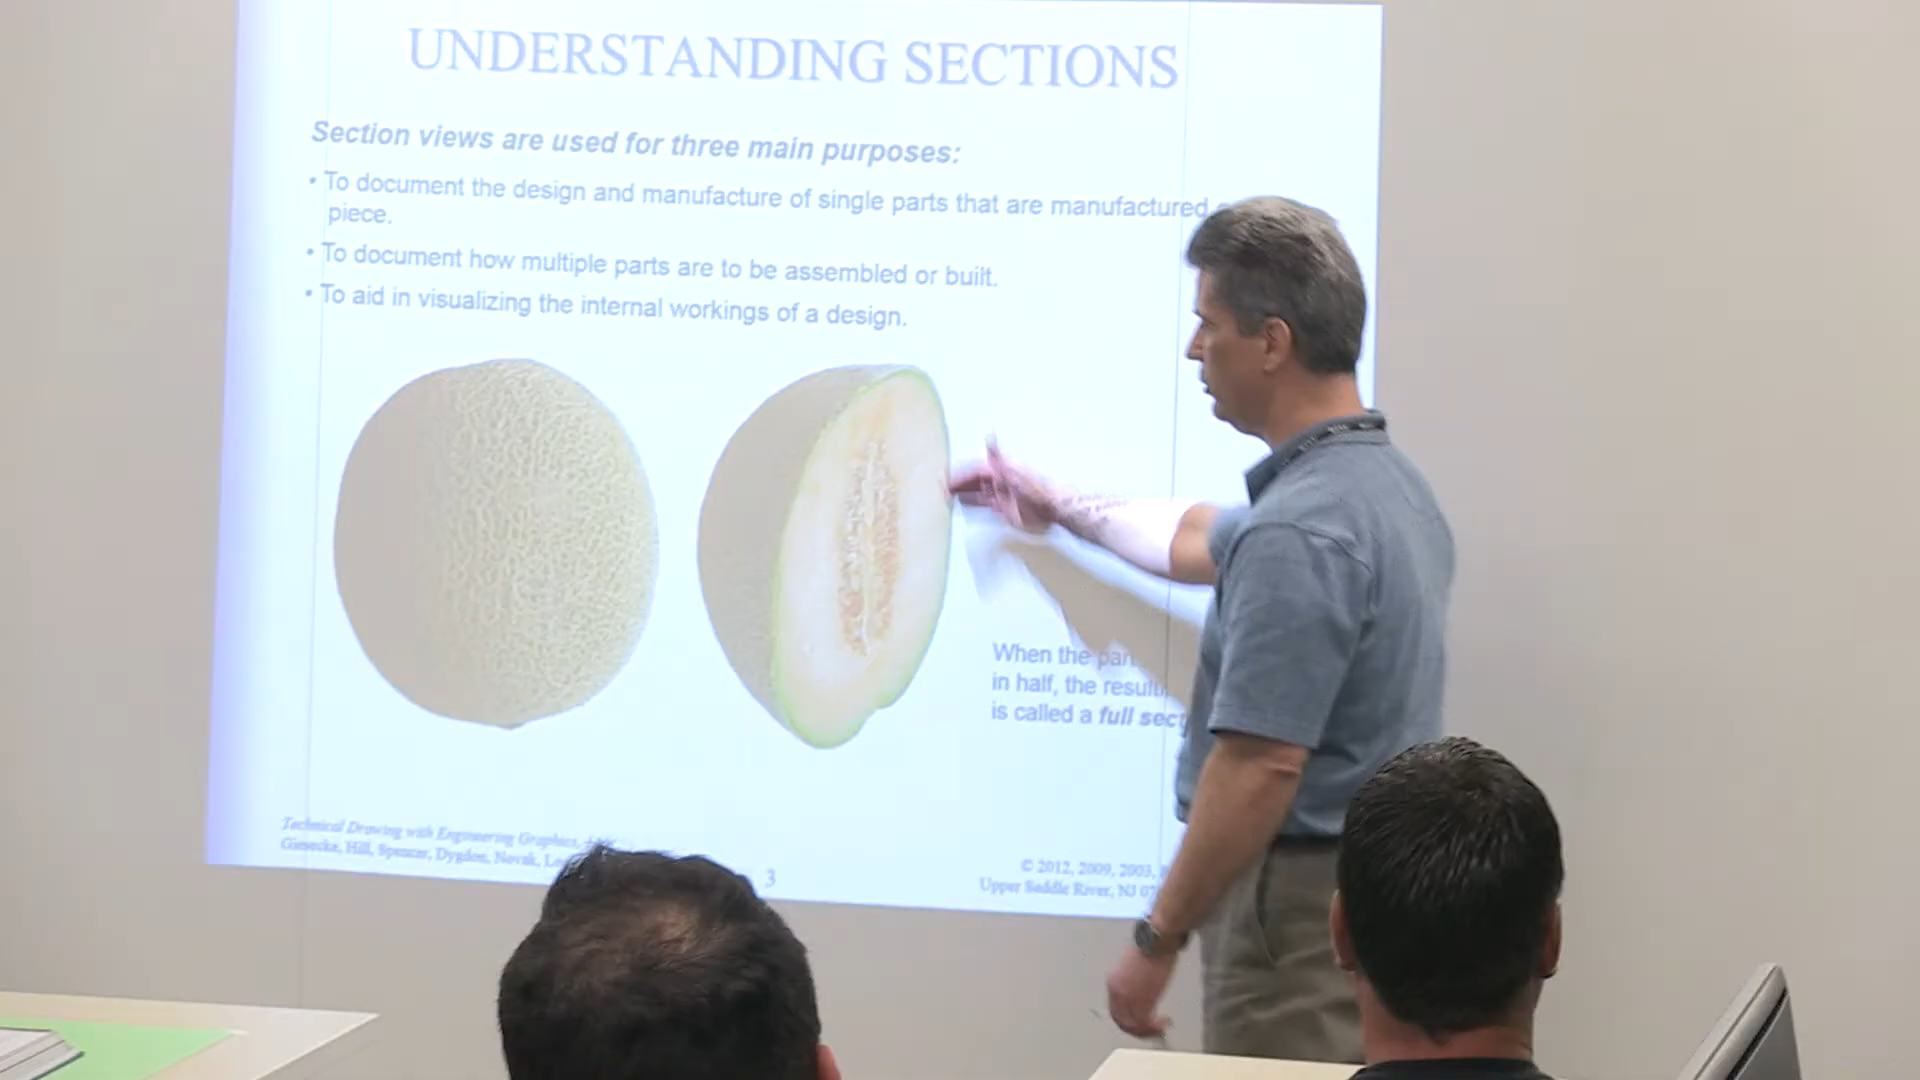 UNDERSTANDING SECTIONS
Section views are used for three main purposes:
• To document the design and manufacture of single parts that are manufactured
piece.
• To document how multiple parts are to be assembled or built.
• To aid in visualizing the internal workings of a design.
When the
in half, the
is called a full
Technical Drawing with Engineering Graphics,
Giesecke, Hill, Spencer, Dygdon, Novak,
3
© 2012, 2009, 2003,
Upper Saddle River, NJ